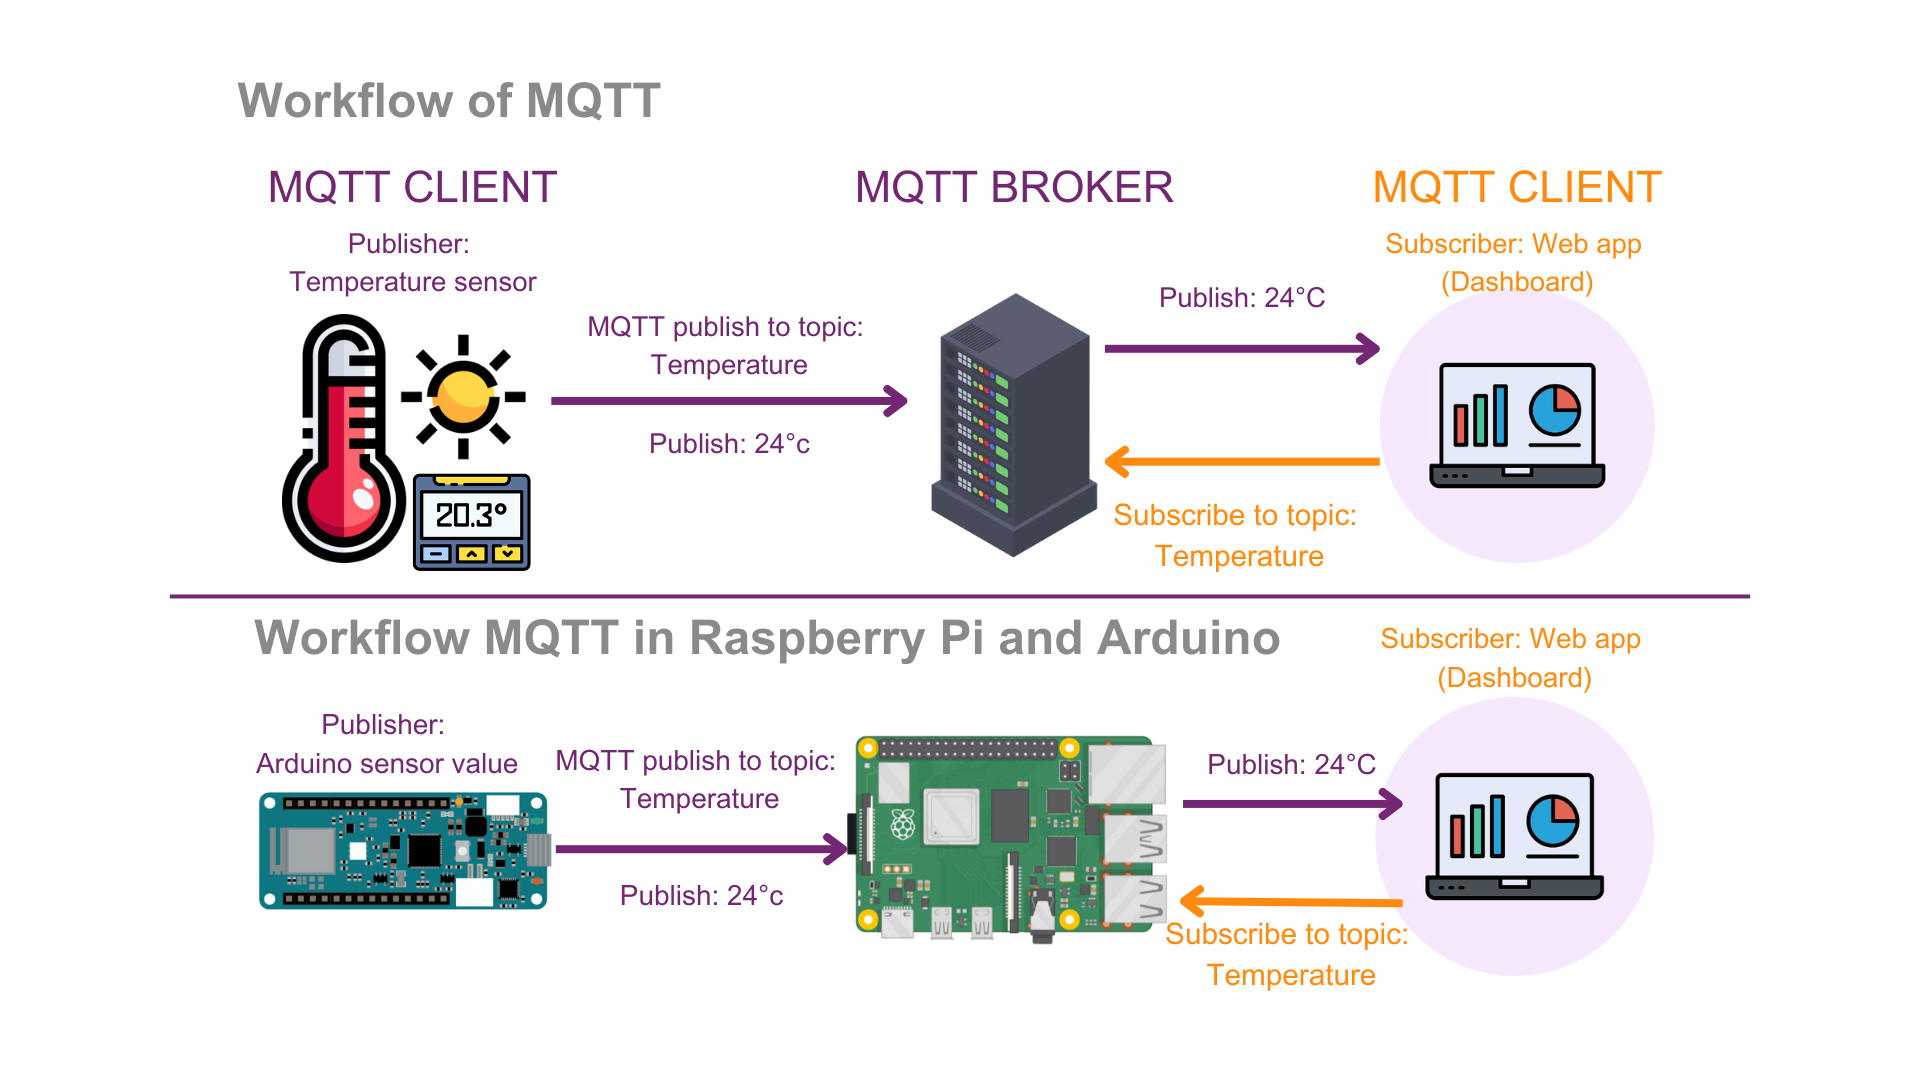 Workflow of MQTT
MQTT CLIENT
Publisher:
Temperature sensor
20.3°
MQTT publish to topic:
Temperature
Publish: 24°c
MQTT BROKER
Publish: 24°C
Subscribe to topic:
Temperature
MQTT CLIENT
Subscriber: Web app
(Dashboard)
Workflow MQTT in Raspberry Pi and Arduino
Publisher:
Arduino sensor value
MQTT publish to topic:
Temperature
Publish: 24°c
Publish: 24°C
Subscribe to topic:
Temperature
Subscriber: Web app
(Dashboard)